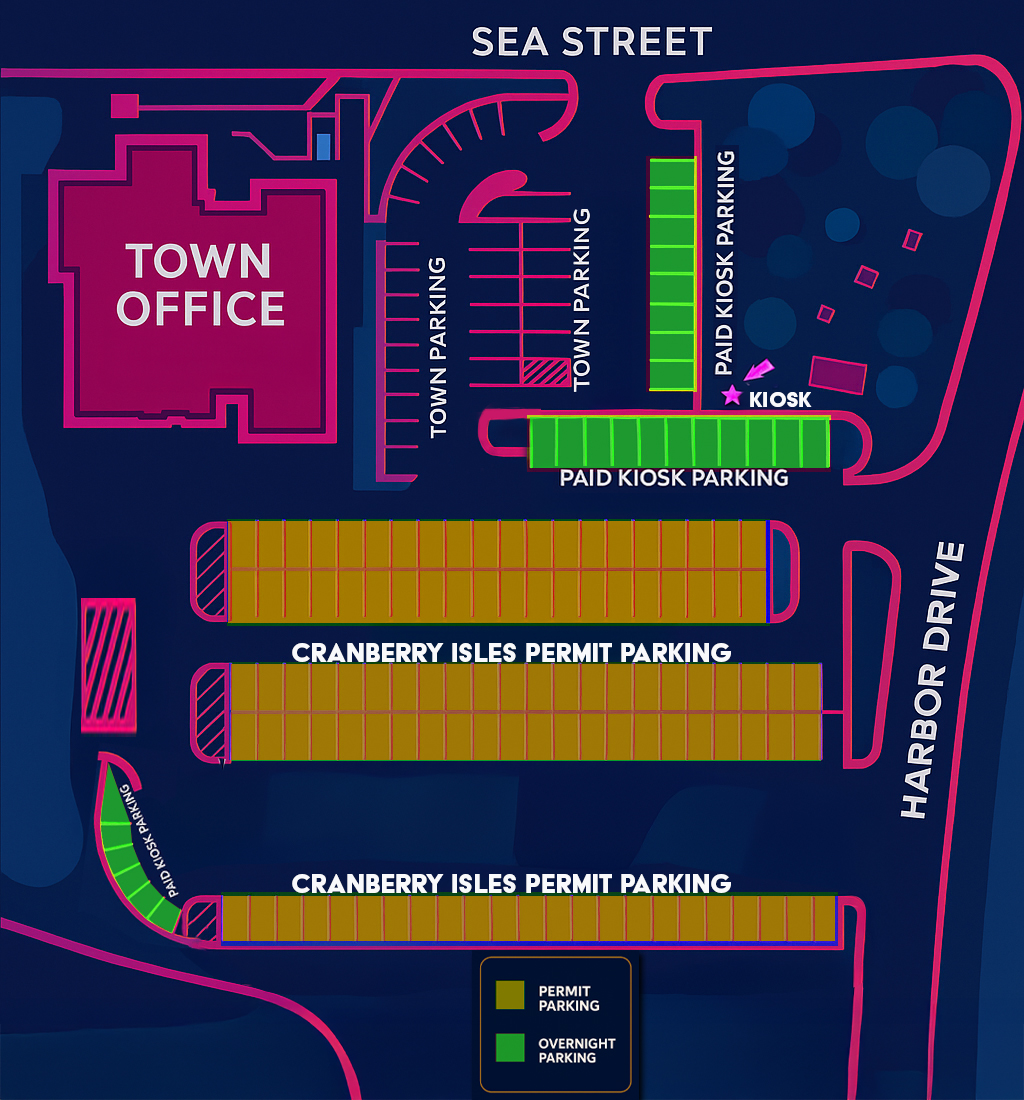 SEA STREET
TOWN
OFFICE
TOWN PARKING
TOWN PARKING
PAID KIOSK PARKING
KIOSK
PAID KIOSK PARKING
HARBOR DRIVE
CRANBERRY ISLES PERMIT PARKING
PAID KIOSK PARKING
CRANBERRY ISLES PERMIT PARKING
PERMIT
PARKING
OVERNIGHT
PARKING